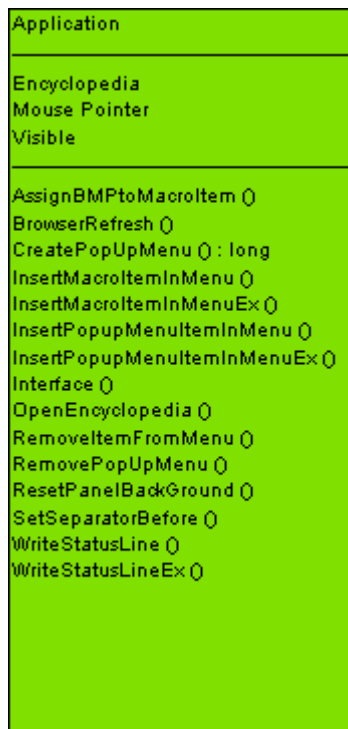 Application
Encyclopedia
Mouse Pointer
Visible
AssignBMPtoMacroItem ()
BrowserRefresh ()
CreatePopUpMenu () : long
InsertMacroItemInMenu ()
InsertMacroItemInMenuEx ()
InsertPopupMenuItemInMenu ()
InsertPopupMenuItemInMenuEx ()
Interface ()
OpenEncyclopedia ()
RemoveItemFromMenu ()
RemovePopUpMenu ()
ResetPanelBackGround ()
SetSeparatorBefore ()
WriteStatusLine ()
WriteStatusLineEx ()